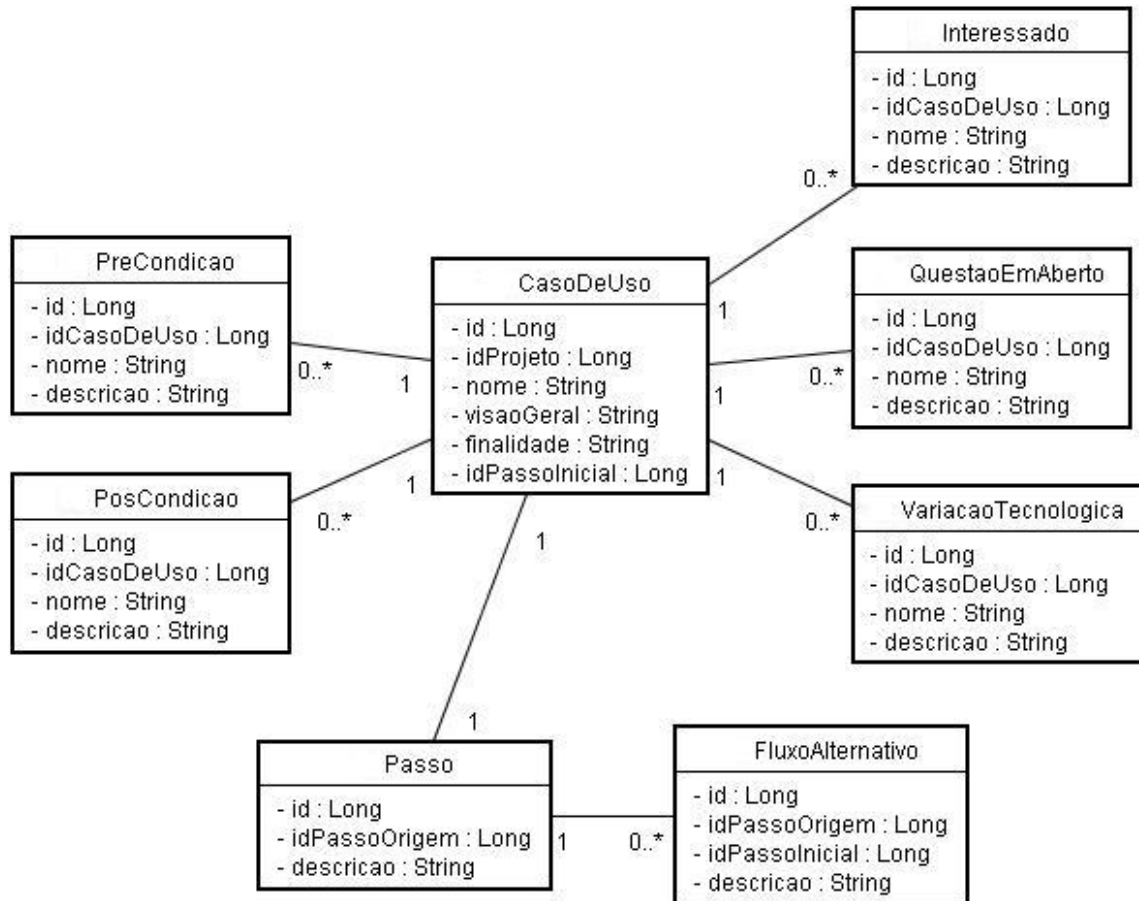 Interessado
- id : Long
- idCasoDeUso : Long
- nome : String
- descricao : String
0..*
1
PreCondicao
- id : Long
- idCasoDeUso : Long
- nome : String
- descricao : String
0..*
1
CasoDeUso
- id : Long
- idProjeto : Long
- nome : String
- visaoGeral : String
- finalidade : String
- idPassoInicial : Long
QuestaoEmAberto
- id : Long
- idCasoDeUso : Long
- nome : String
- descricao : String
1
0..*
PosCondicao
- id : Long
- idCasoDeUso : Long
- nome : String
- descricao : String
1
0..*
VariacaoTecnologica
- id : Long
- idCasoDeUso : Long
- nome : String
- descricao : String
1
0..*
1
1
Passo
- id : Long
- idPassoOrigem : Long
- descricao : String
1
0..*
FluxoAlternativo
- id : Long
- idPassoOrigem : Long
- idPassoInicial : Long
- descricao : String